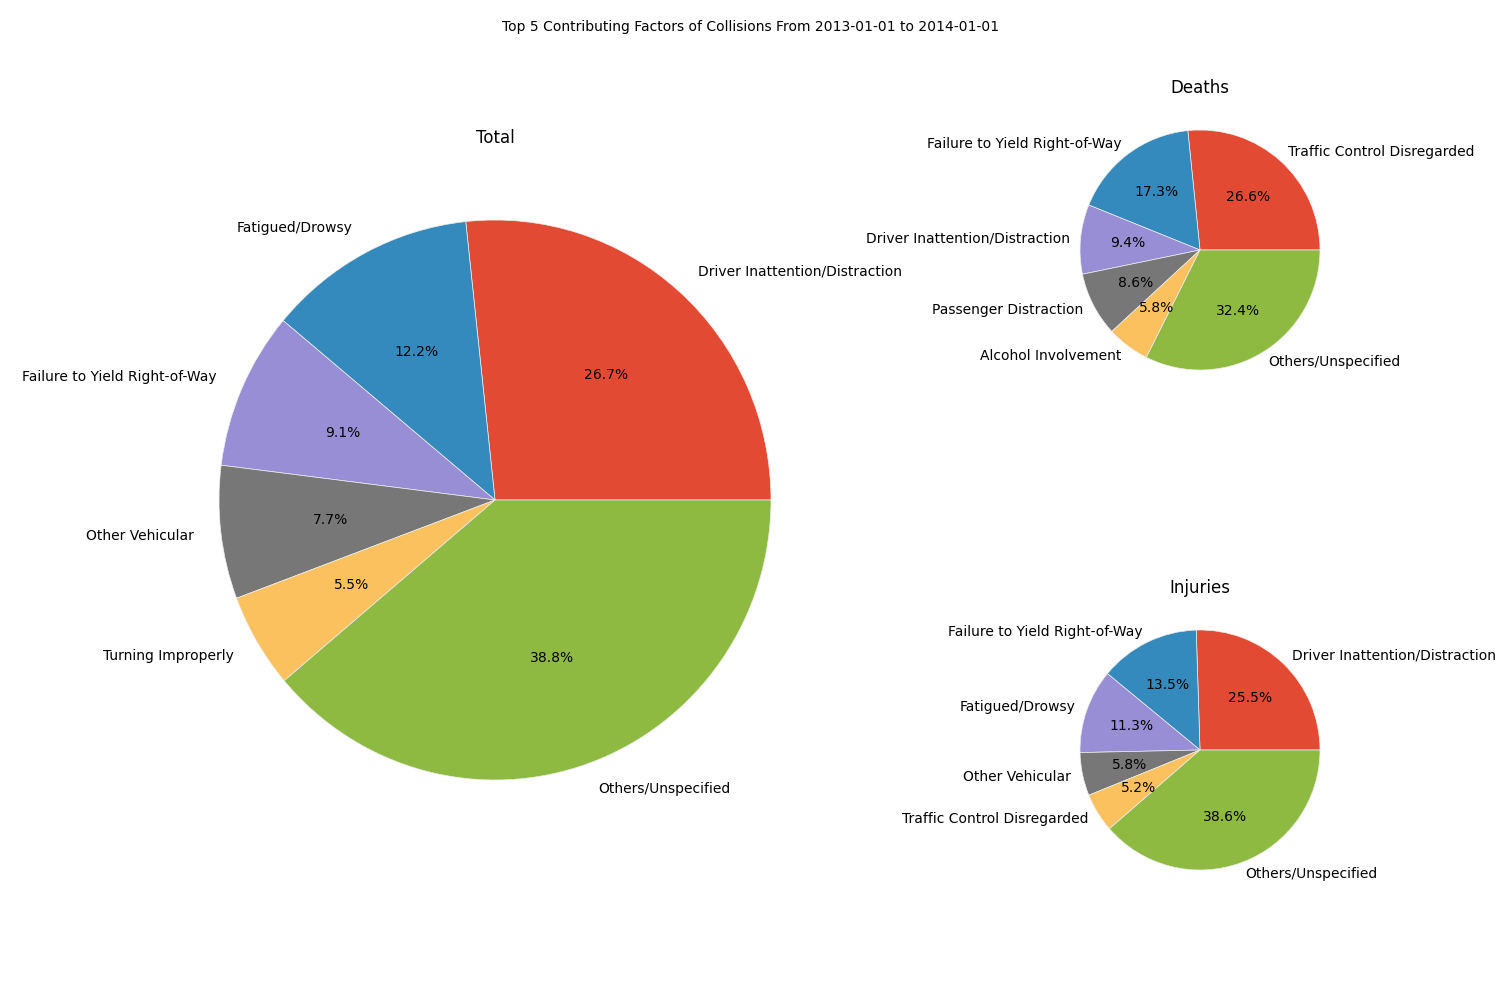 Top 5 Contributing Factors of Collisions From 2013-01-01 to 2014-01-01
Total
Driver Inattention/Distraction
26.7%
Fatigued/Drowsy
12.2%
Failure to Yield Right-of-Way
9.1%
Other Vehicular
7.7%
Turning Improperly
5.5%
Others/Unspecified
38.8%
Deaths
Traffic Control Disregarded
26.6%
Failure to Yield Right-of-Way
17.3%
Driver Inattention/Distraction
9.4%
Passenger Distraction
8.6%
Alcohol Involvement
5.8%
Others/Unspecified
32.4%
Injuries
Driver Inattention/Distraction
25.5%
Failure to Yield Right-of-Way
13.5%
Fatigued/Drowsy
11.3%
Other Vehicular
5.8%
Traffic Control Disregarded
5.2%
Others/Unspecified
38.6%